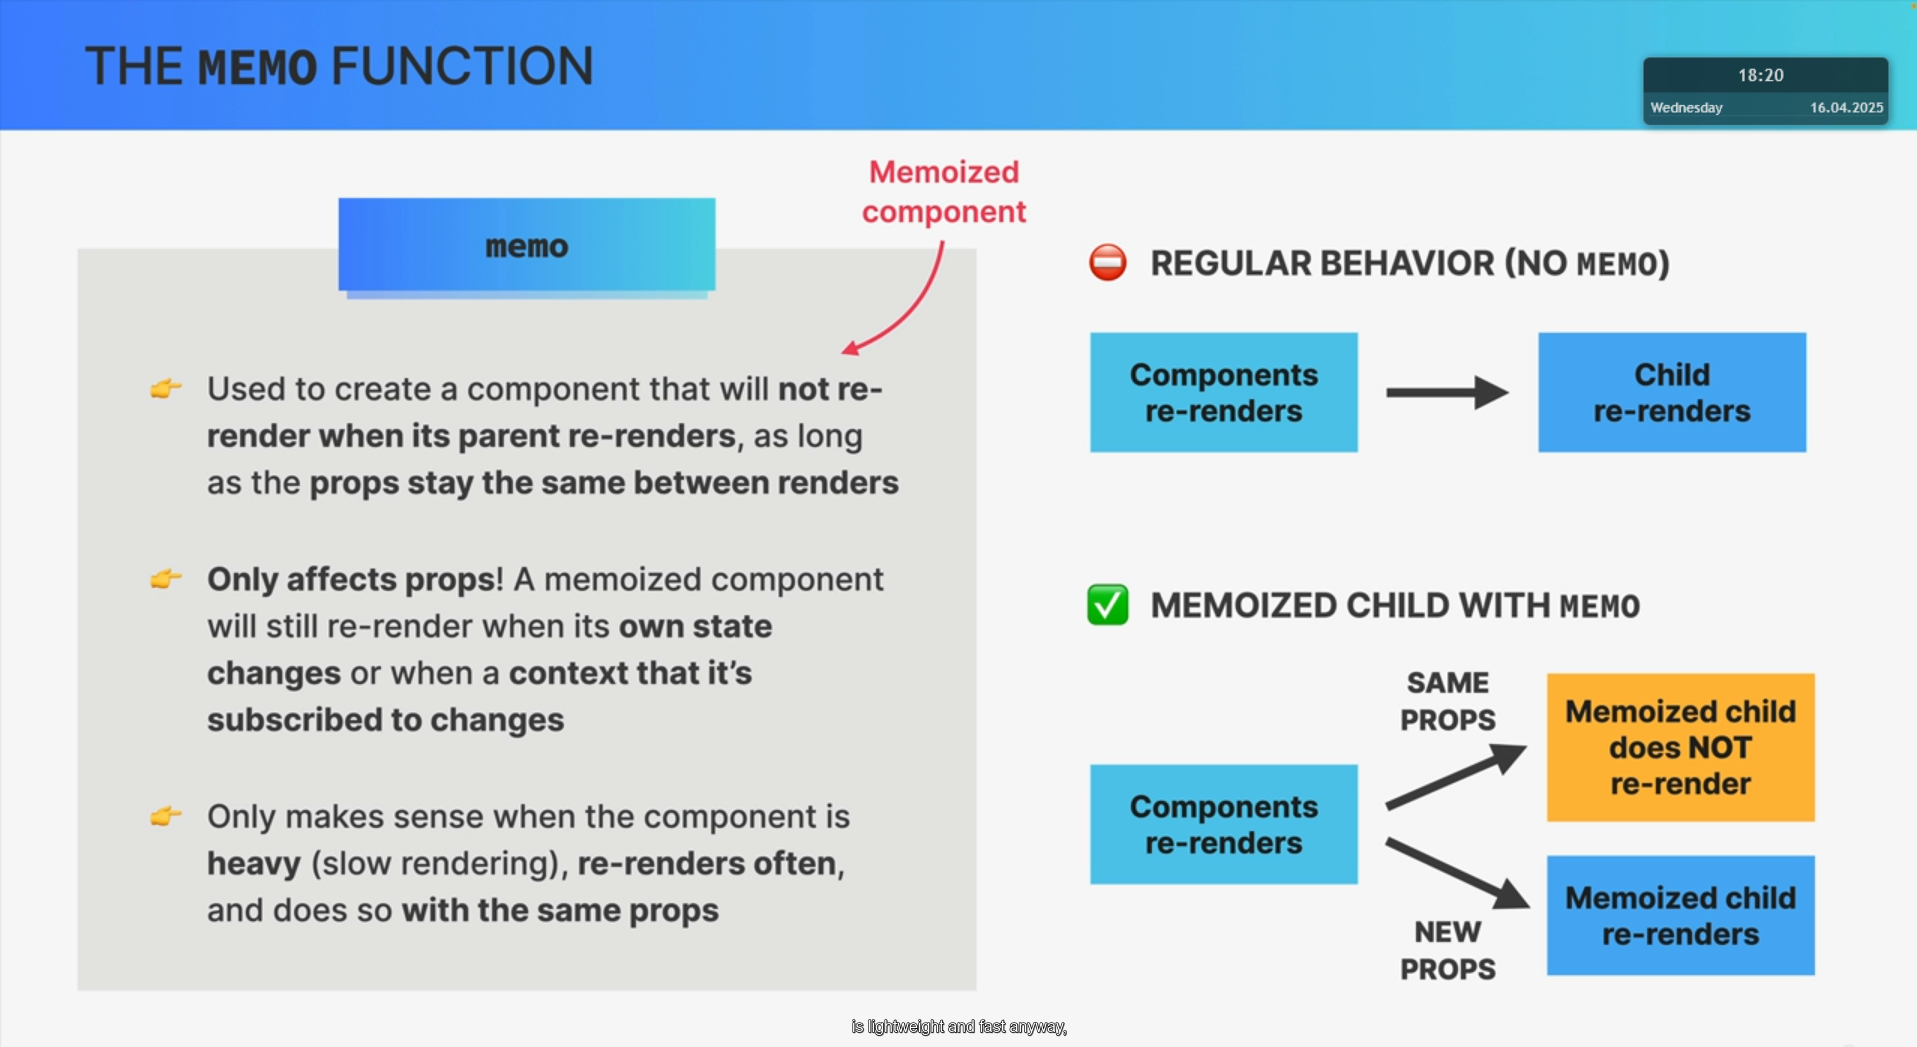 THE MEMO FUNCTION
18:20
Wednesday 16.04.2025
Memoized
component
memo
👉 Used to create a component that will not re-
render when its parent re-renders, as long
as the props stay the same between renders
👉 Only affects props! A memoized component
will still re-render when its own state
changes or when a context that it’s
subscribed to changes
👉 Only makes sense when the component is
heavy (slow rendering), re-renders often,
and does so with the same props
⛔ REGULAR BEHAVIOR (NO MEMO)
Components
re-renders
Child
re-renders
✅ MEMOIZED CHILD WITH MEMO
Components
re-renders
SAME
PROPS
Memoized child
does NOT
re-render
NEW
PROPS
Memoized child
re-renders
is lightweight and fast anyway,